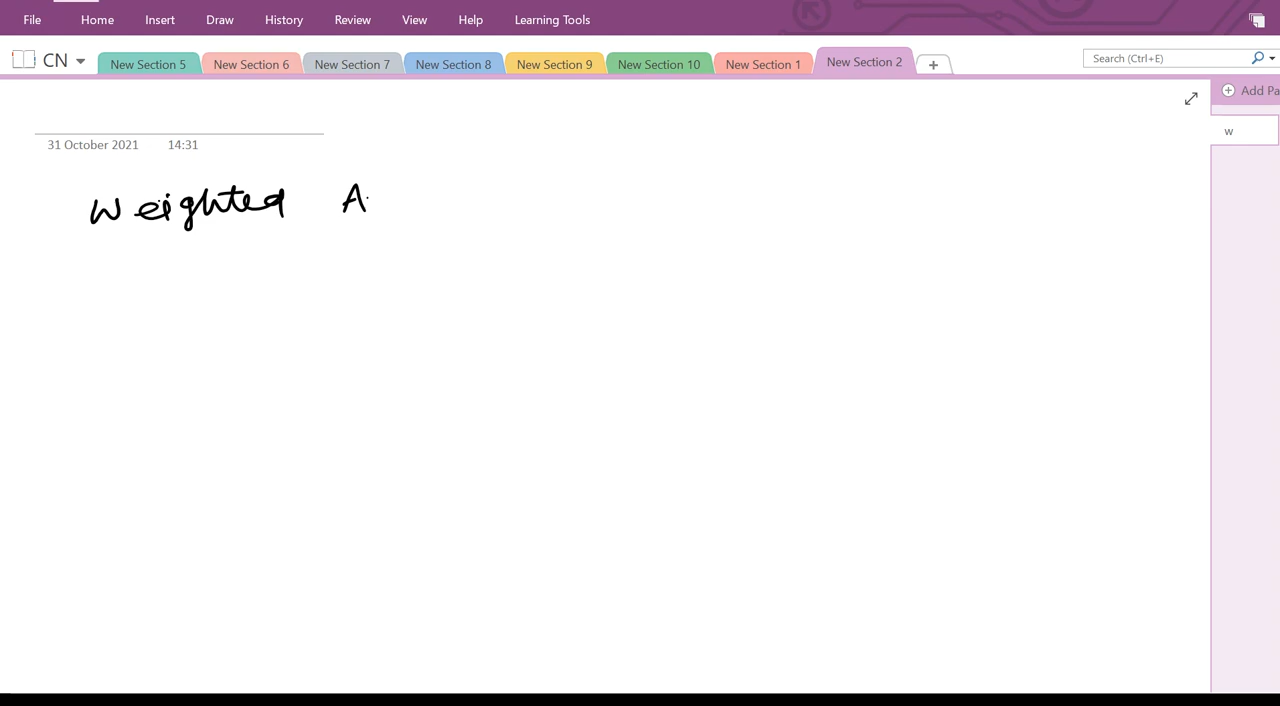 File Home Insert Draw History Review View Help Learning Tools
CN New Section 5 New Section 6 New Section 7 New Section 8 New Section 9 New Section 10 New Section 1 New Section 2 + Search (Ctrl+E)
Add Pa
w
31 October 2021 14:31
Weighted A